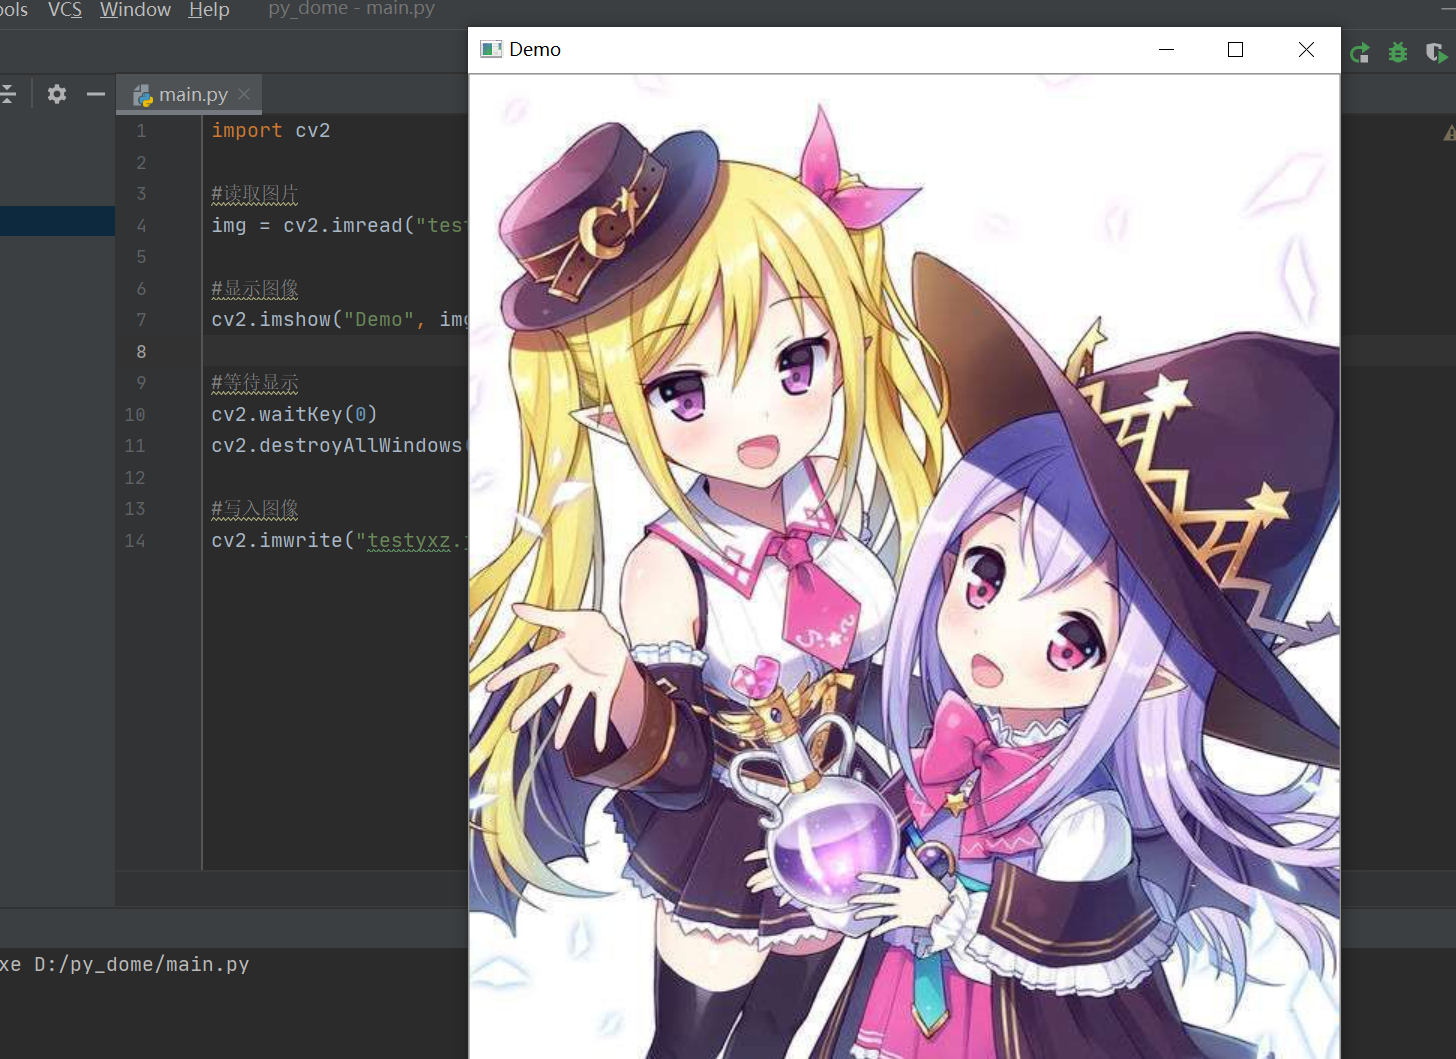 VCS Window Help py_dome - main.py
Demo
main.py
1 import cv2
2
3 #读取图片
4 img = cv2.imread("test
5
6 #显示图像
7 cv2.imshow("Demo", img
8
9 #等待显示
10 cv2.waitKey(0)
11 cv2.destroyAllWindows(
12
13 #写入图像
14 cv2.imwrite("testyxz.
xe D:/py_dome/main.py